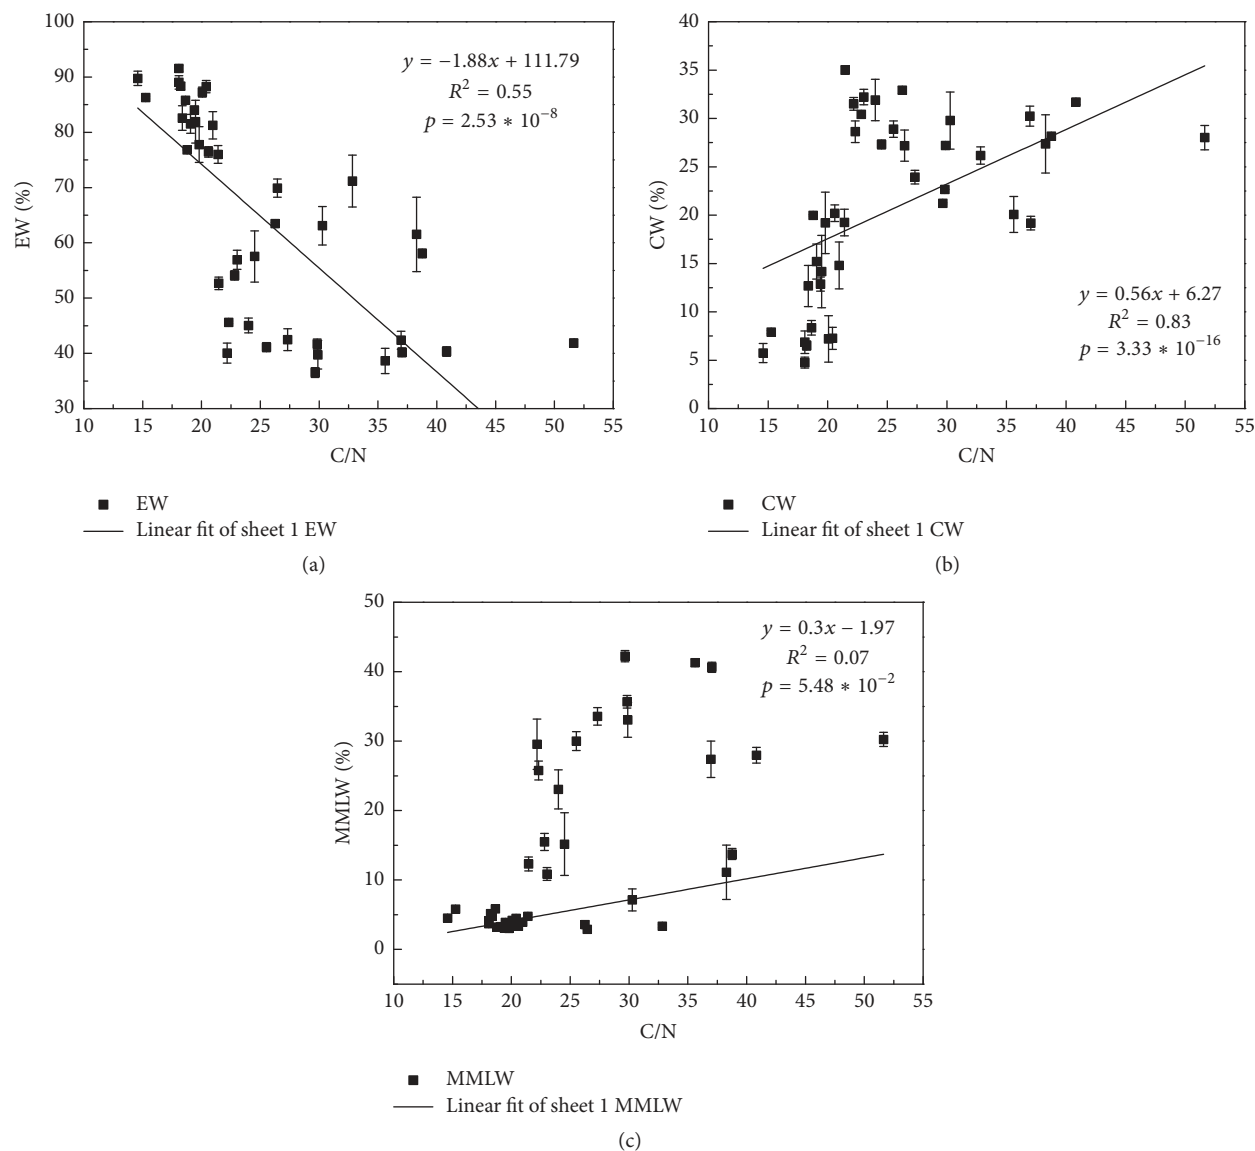 100
90
80
70
60
50
40
30
EW (%)
y = −1.88x + 111.79
R² = 0.55
p = 2.53 ∗ 10⁻⁸
10 15 20 25 30 35 40 45 50 55
C/N
EW
Linear fit of sheet 1 EW
(a)
40
35
30
25
20
15
10
5
0
CW (%)
y = 0.56x + 6.27
R² = 0.83
p = 3.33 ∗ 10⁻¹⁶
10 15 20 25 30 35 40 45 50 55
C/N
CW
Linear fit of sheet 1 CW
(b)
50
40
30
20
10
0
MMLW (%)
y = 0.3x − 1.97
R² = 0.07
p = 5.48 ∗ 10⁻²
10 15 20 25 30 35 40 45 50 55
C/N
MMLW
Linear fit of sheet 1 MMLW
(c)